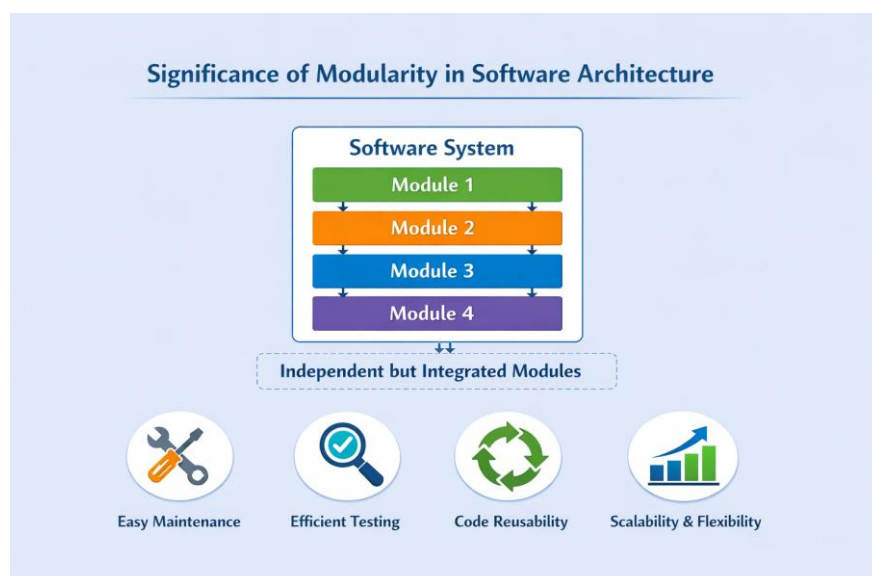 Significance of Modularity in Software Architecture
Software System
Module 1
Module 2
Module 3
Module 4
Independent but Integrated Modules
Easy Maintenance
Efficient Testing
Code Reusability
Scalability & Flexibility